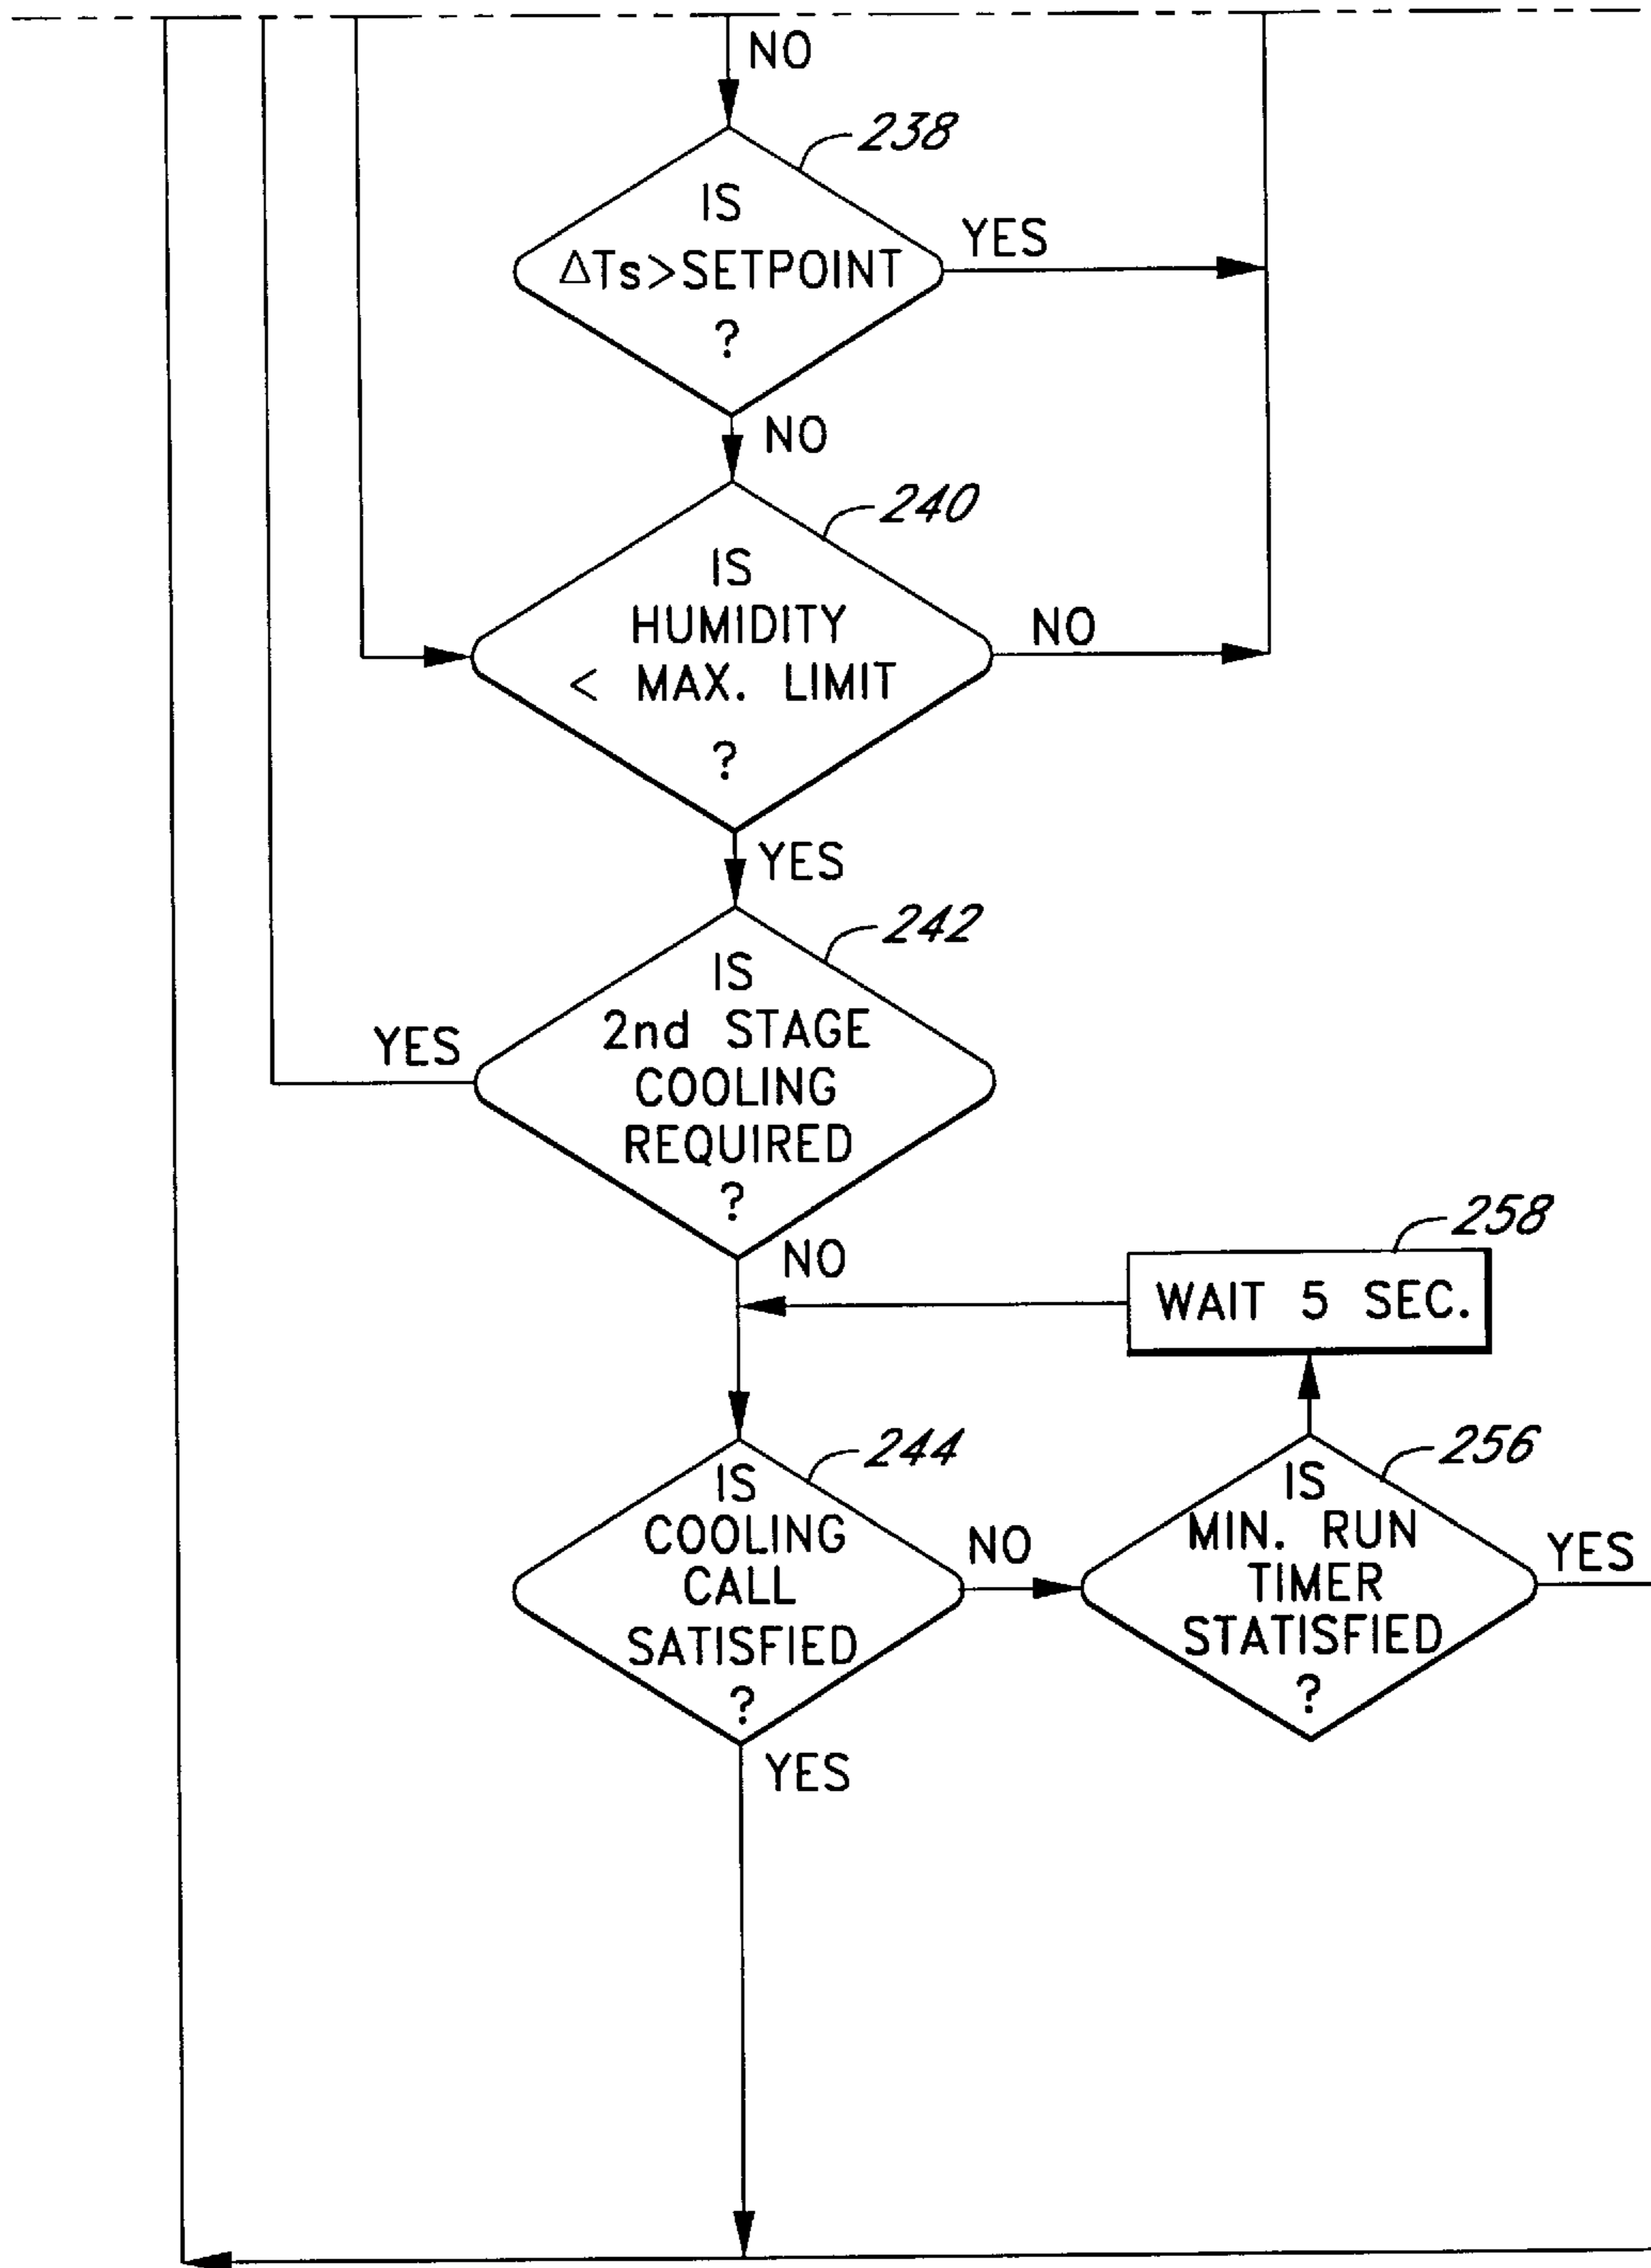 NO
238
IS
ΔTs>SETPOINT
?
YES
NO
240
IS
HUMIDITY
< MAX. LIMIT
?
NO
YES
242
IS
2nd STAGE
COOLING
REQUIRED
?
YES
NO
258
WAIT 5 SEC.
244
IS
COOLING
CALL
SATISFIED
?
NO
256
IS
MIN. RUN
TIMER
STATISFIED
?
YES
YES